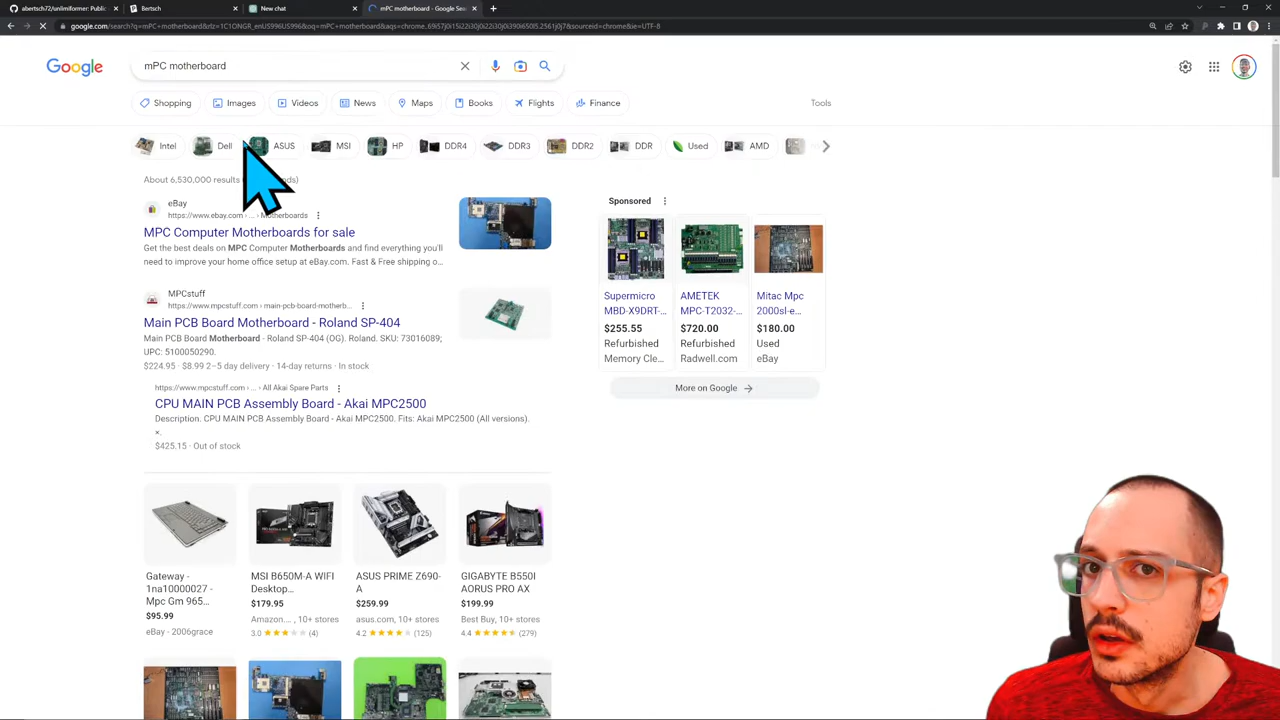 abertsch72/unlimiformer: Public
Bertsch
New chat
mPC motherboard - Google Sea
mPC motherboard
Google
Shopping
Images
Videos
News
Maps
Books
Flights
Finance
Tools
Intel
Dell
ASUS
MSI
HP
DDR4
DDR3
DDR2
DDR
Used
AMD
About 6,530,000 results
eBay
https://www.ebay.com › ... › Motherboards
MPC Computer Motherboards for sale
Get the best deals on MPC Computer Motherboards and find everything you'll
need to improve your home office setup at eBay.com. Fast & Free shipping o...
MPCstuff
https://www.mpcstuff.com › main-pcb-board-motherb...
Main PCB Board Motherboard - Roland SP-404
Main PCB Board Motherboard - Roland SP-404 (OG). Roland. SKU: 73016089;
UPC: 5100050290.
$224.95 · $8.99 2–5 day delivery · 14-day returns · In stock
https://www.mpcstuff.com › ... › All Akai Spare Parts
CPU MAIN PCB Assembly Board - Akai MPC2500
Description. CPU MAIN PCB Assembly Board - Akai MPC2500. Fits: Akai MPC2500 (All versions).
×.
$425.15 · Out of stock
Sponsored
Supermicro
MBD-X9DRT-...
$255.55
Refurbished
Memory Cle...
AMETEK
MPC-T2032-...
$720.00
Refurbished
Radwell.com
Mitac Mpc
2000sl-e...
$180.00
Used
eBay
More on Google
Gateway -
1na10000027 -
Mpc Gm 965...
$95.99
eBay · 2006grace
MSI B650M-A WIFI
Desktop...
$179.95
Amazon...., 10+ stores
3.0 (4)
ASUS PRIME Z690-
A
$259.99
asus.com, 10+ stores
4.2 (125)
GIGABYTE B550I
AORUS PRO AX
$199.99
Best Buy, 10+ stores
4.4 (279)